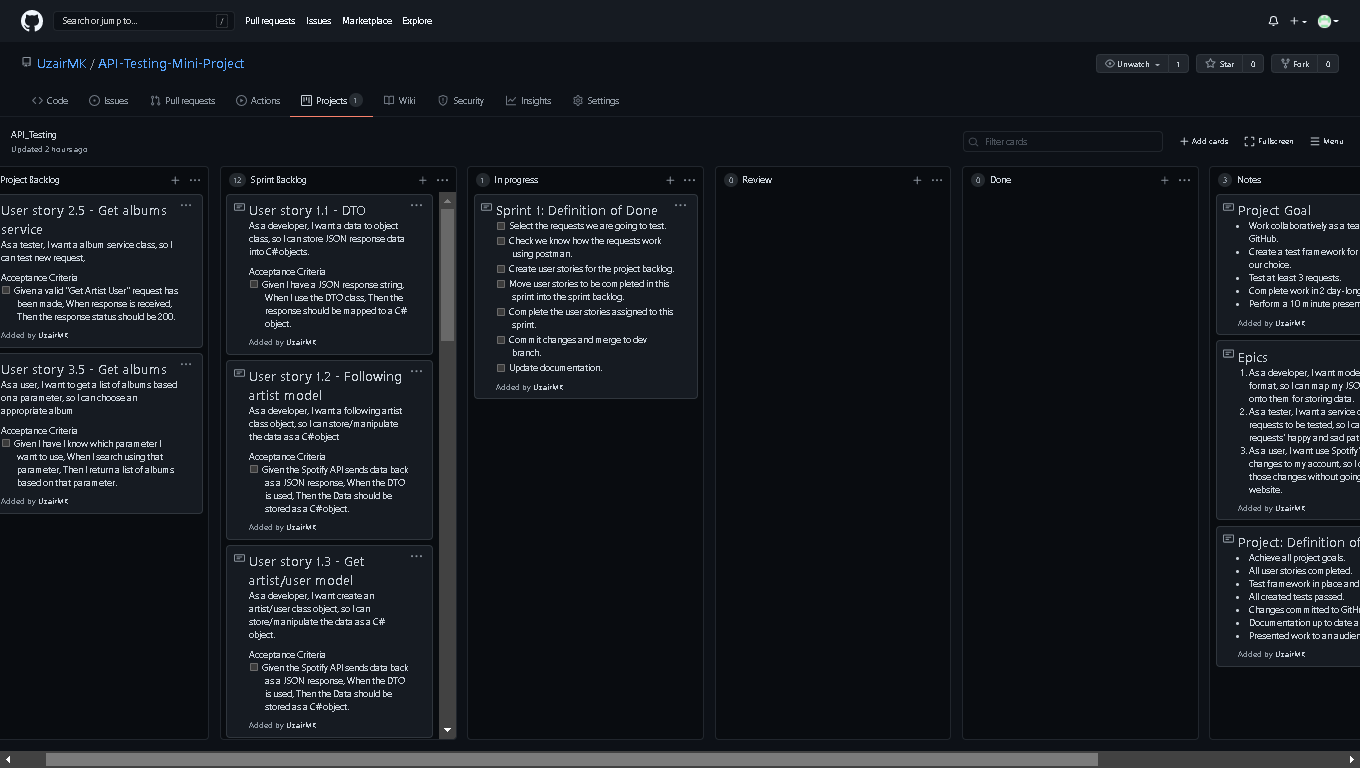 Search or jump to...
/
Pull requests
Issues
Marketplace
Explore
UzairMK / API-Testing-Mini-Project
Unwatch
1
Star
0
Fork
0
Code
Issues
Pull requests
Actions
Projects
1
Wiki
Security
Insights
Settings
API_Testing
Updated 2 hours ago
Filter cards
Add cards
Fullscreen
Menu
Project Backlog
User story 2.5 - Get albums
service
As a tester, I want a album service class, so I
can test new request,
Acceptance Criteria
Given a valid "Get Artist User" request has
been made, When response is received,
Then the response status should be 200.
Added by UzairMK
User story 3.5 - Get albums
As a user, I want to get a list of albums based
on a parameter, so I can choose an
appropriate album
Acceptance Criteria
Given I have I know which parameter I
want to use, When I search using that
parameter, Then I return a list of albums
based on that parameter.
Added by UzairMK
12
Sprint Backlog
User story 1.1 - DTO
As a developer, I want a data to object
class, so I can store JSON response data
into C# objects.
Acceptance Criteria
Given I have a JSON response string,
When I use the DTO class, Then the
response should be mapped to a C#
object.
Added by UzairMK
User story 1.2 - Following
artist model
As a developer, I want a following artist
class object, so I can store/manipulate
the data as a C# object
Acceptance Criteria
Given the Spotify API sends data back
as a JSON response, When the DTO
is used, Then the Data should be
stored as a C# object.
Added by UzairMK
User story 1.3 - Get
artist/user model
As a developer, I want create an
artist/user class object, so I can
store/manipulate the data as a C#
object.
Acceptance Criteria
Given the Spotify API sends data back
as a JSON response, When the DTO
is used, Then the Data should be
stored as a C# object.
Added by UzairMK
1
In progress
Sprint 1: Definition of Done
Select the requests we are going to test.
Check we know how the requests work
using postman.
Create user stories for the project backlog.
Move user stories to be completed in this
sprint into the sprint backlog.
Complete the user stories assigned to this
sprint.
Commit changes and merge to dev
branch.
Update documentation.
Added by UzairMK
0
Review
0
Done
3
Notes
Project Goal
Work collaboratively as a tea
GitHub.
Create a test framework for
our choice.
Test at least 3 requests.
Complete work in 2 day-long
Perform a 10 minute presen
Added by UzairMK
Epics
1. As a developer, I want mode
format, so I can map my JSO
onto them for storing data.
2. As a tester, I want a service c
requests to be tested, so I ca
requests' happy and sad pat
3. As a user, I want use Spotify'
changes to my account, so I c
those changes without going
website.
Added by UzairMK
Project: Definition of
Achieve all project goals.
All user stories completed.
Test framework in place and
All created tests passed.
Changes committed to GitH
Documentation up to date a
Presented work to an audien
Added by UzairMK